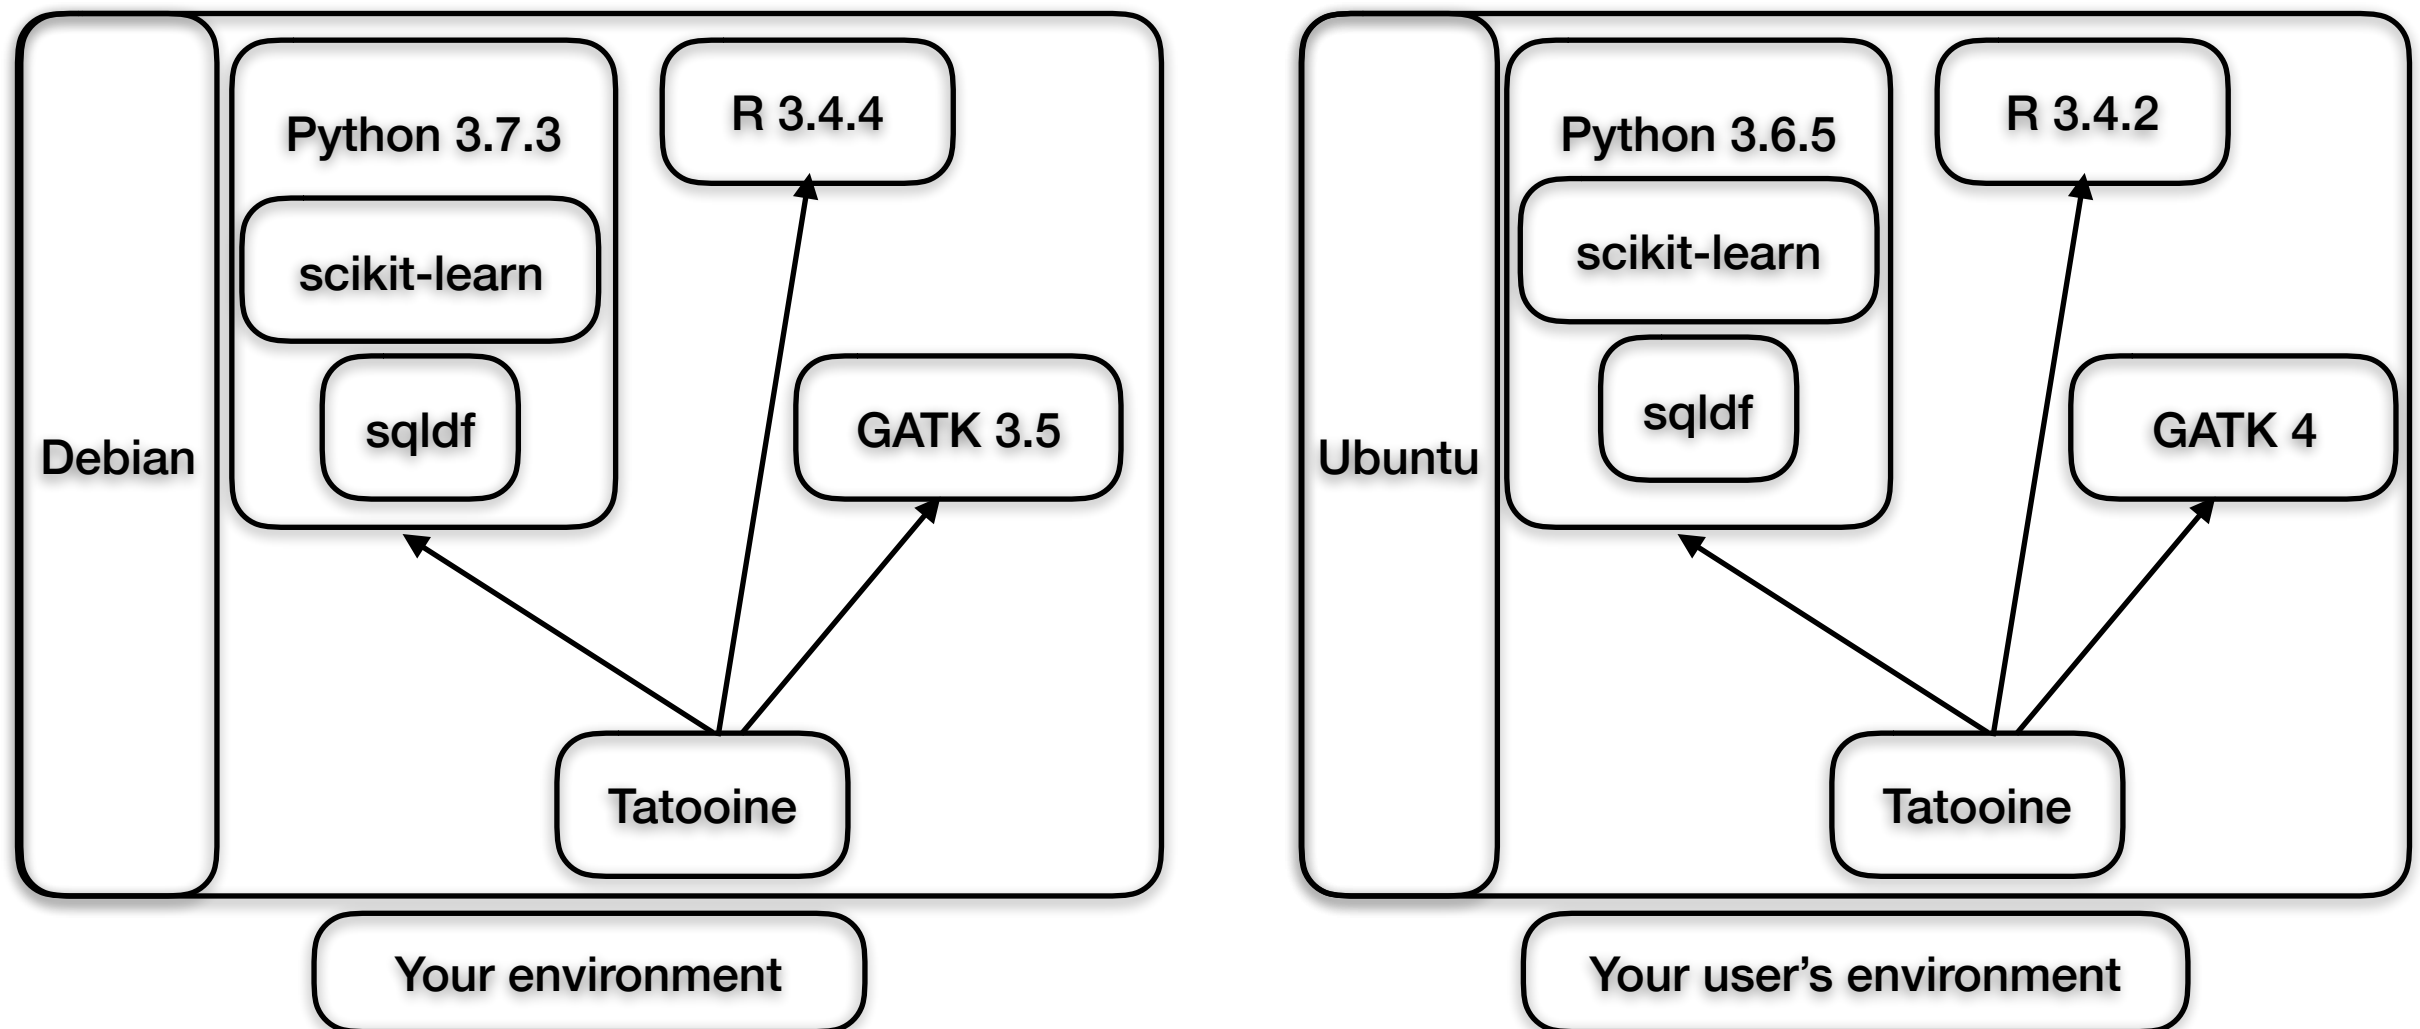 Debian
Python 3.7.3
scikit-learn
sqldf
R 3.4.4
GATK 3.5
Tatooine
Your environment
Ubuntu
Python 3.6.5
scikit-learn
sqldf
R 3.4.2
GATK 4
Tatooine
Your user’s environment